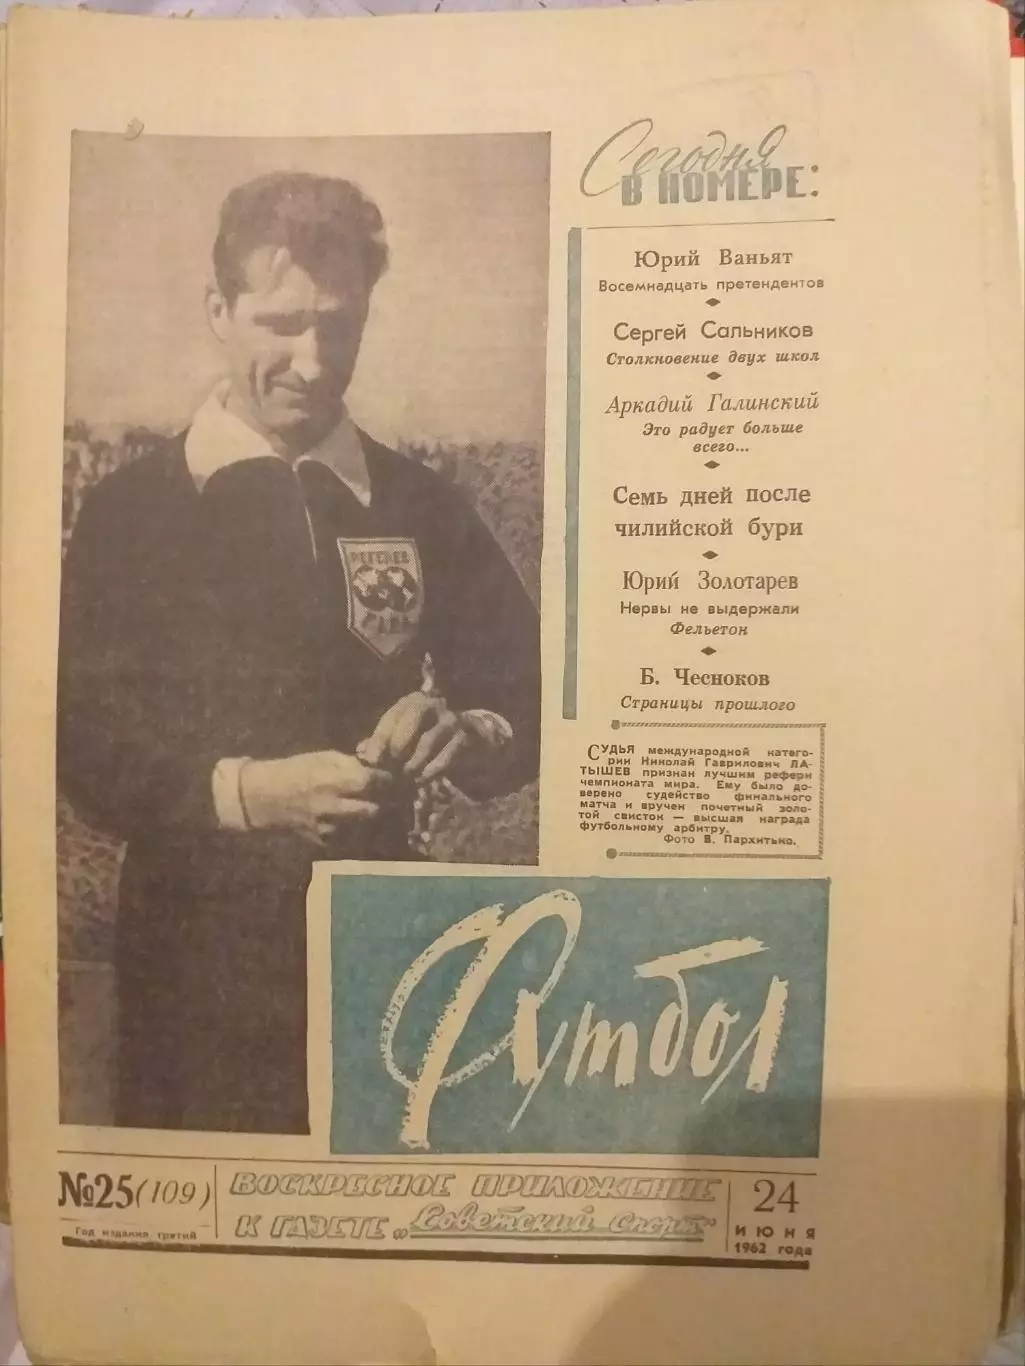 Сегодня
В НОМЕРЕ:
Юрий Ваньят
Восемнадцать претендентов
Сергей Сальников
Столкновение двух школ
Аркадий Галинский
Это радует больше
всего...
Семь дней после
чилийской бури
Юрий Золотарев
Нервы не выдержали
Фельетон
Б. Чесноков
Страницы прошлого
СУДЬЯ международной катего-
рии Николай Гаврилович ЛА-
ТЫШЕВ признан лучшим рефери
чемпионата мира. Ему было до-
верено судейство финального
матча и вручен почетный золо-
той свисток — высшая награда
футбольному арбитру.
Фото В. Пархитько.
REFEREE
FIFA
Футбол
№25(109)
Год издания третий
ВОСКРЕСНОЕ ПРИЛОЖЕНИЕ
К ГАЗЕТЕ „Советский Спорт"
24
ИЮНЯ
1962 года